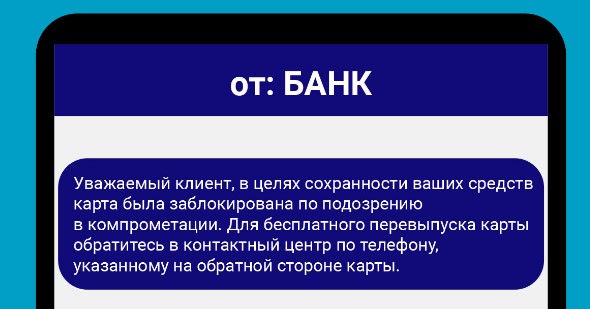 от: БАНК
Уважаемый клиент, в целях сохранности ваших средств
карта была заблокирована по подозрению
в компрометации. Для бесплатного перевыпуска карты
обратитесь в контактный центр по телефону,
указанному на обратной стороне карты.